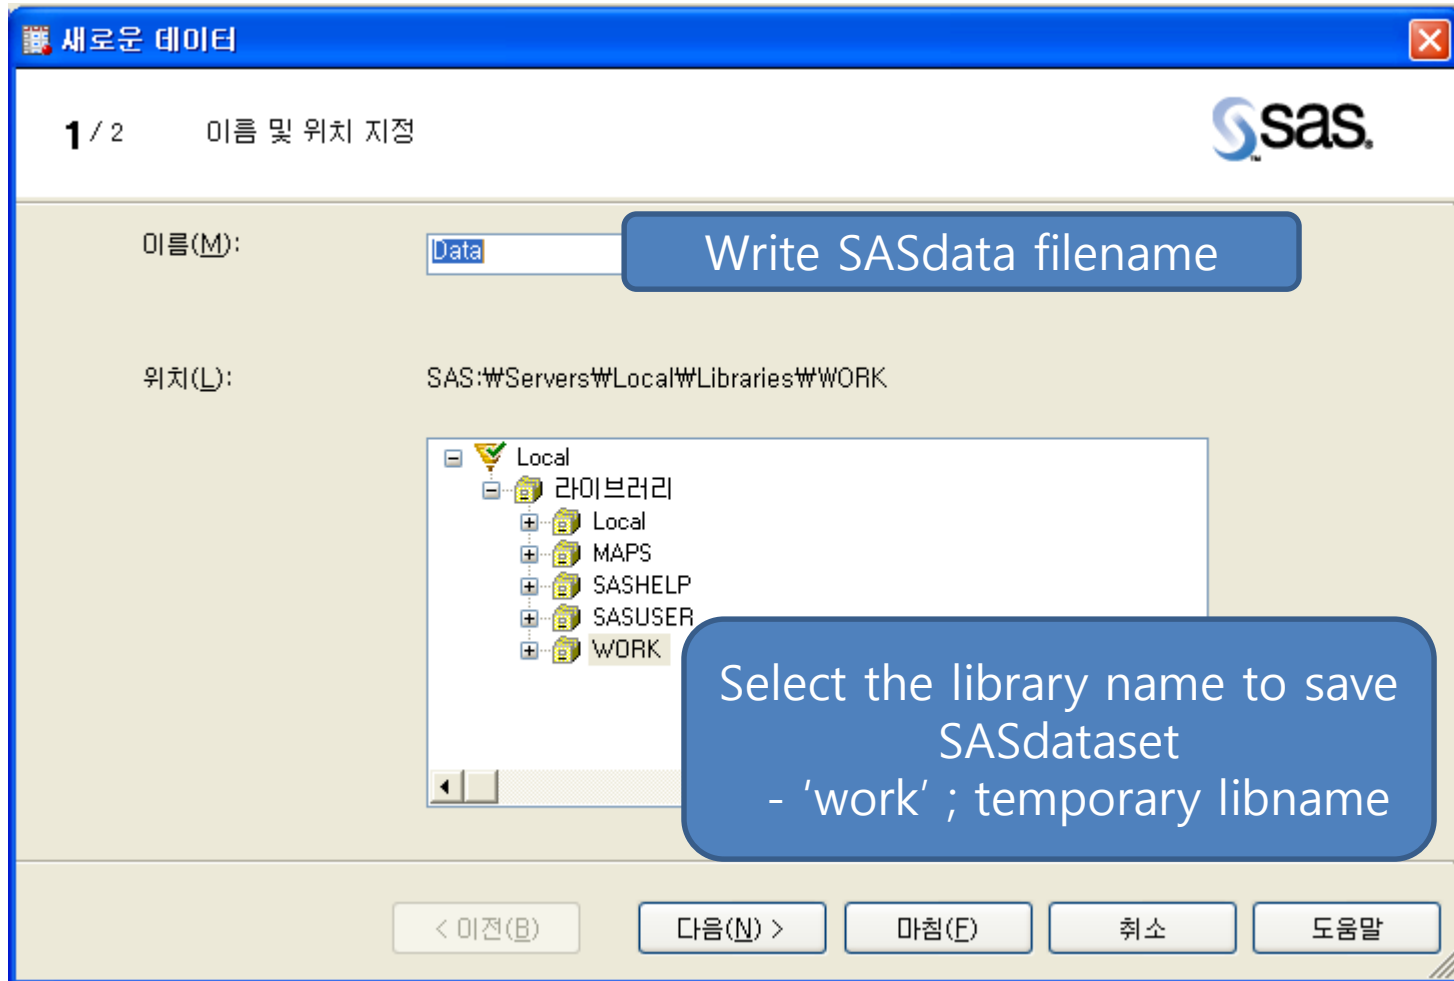 새로운 데이터
1 / 2 이름 및 위치 지정
sas.
TM
이름(M):
Data
Write SASdata filename
위치(L):
SAS:₩Servers₩Local₩Libraries₩WORK
Local
라이브러리
Local
MAPS
SASHELP
SASUSER
WORK
Select the library name to save
SASdataset
- ‘work’ ; temporary libname
< 이전(B)
다음(N) >
마침(F)
취소
도움말